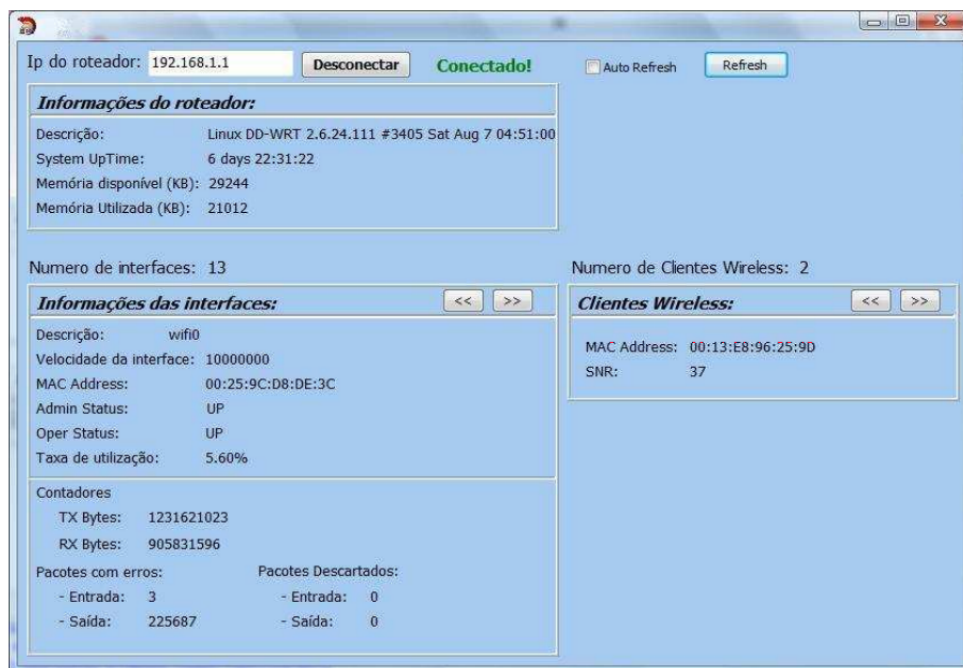 Ip do roteador: 192.168.1.1 Desconectar Conectado! Auto Refresh Refresh
Informações do roteador:
Descrição: Linux DD-WRT 2.6.24.111 #3405 Sat Aug 7 04:51:00
System UpTime: 6 days 22:31:22
Memória disponível (KB): 29244
Memória Utilizada (KB): 21012
Numero de interfaces: 13
Informações das interfaces: << >>
Descrição: wifi0
Velocidade da interface: 10000000
MAC Address: 00:25:9C:D8:DE:3C
Admin Status: UP
Oper Status: UP
Taxa de utilização: 5.60%
Contadores
TX Bytes: 1231621023
RX Bytes: 905831596
Pacotes com erros: Pacotes Descartados:
- Entrada: 3 - Entrada: 0
- Saída: 225687 - Saída: 0
Numero de Clientes Wireless: 2
Clientes Wireless: << >>
MAC Address: 00:13:E8:96:25:9D
SNR: 37